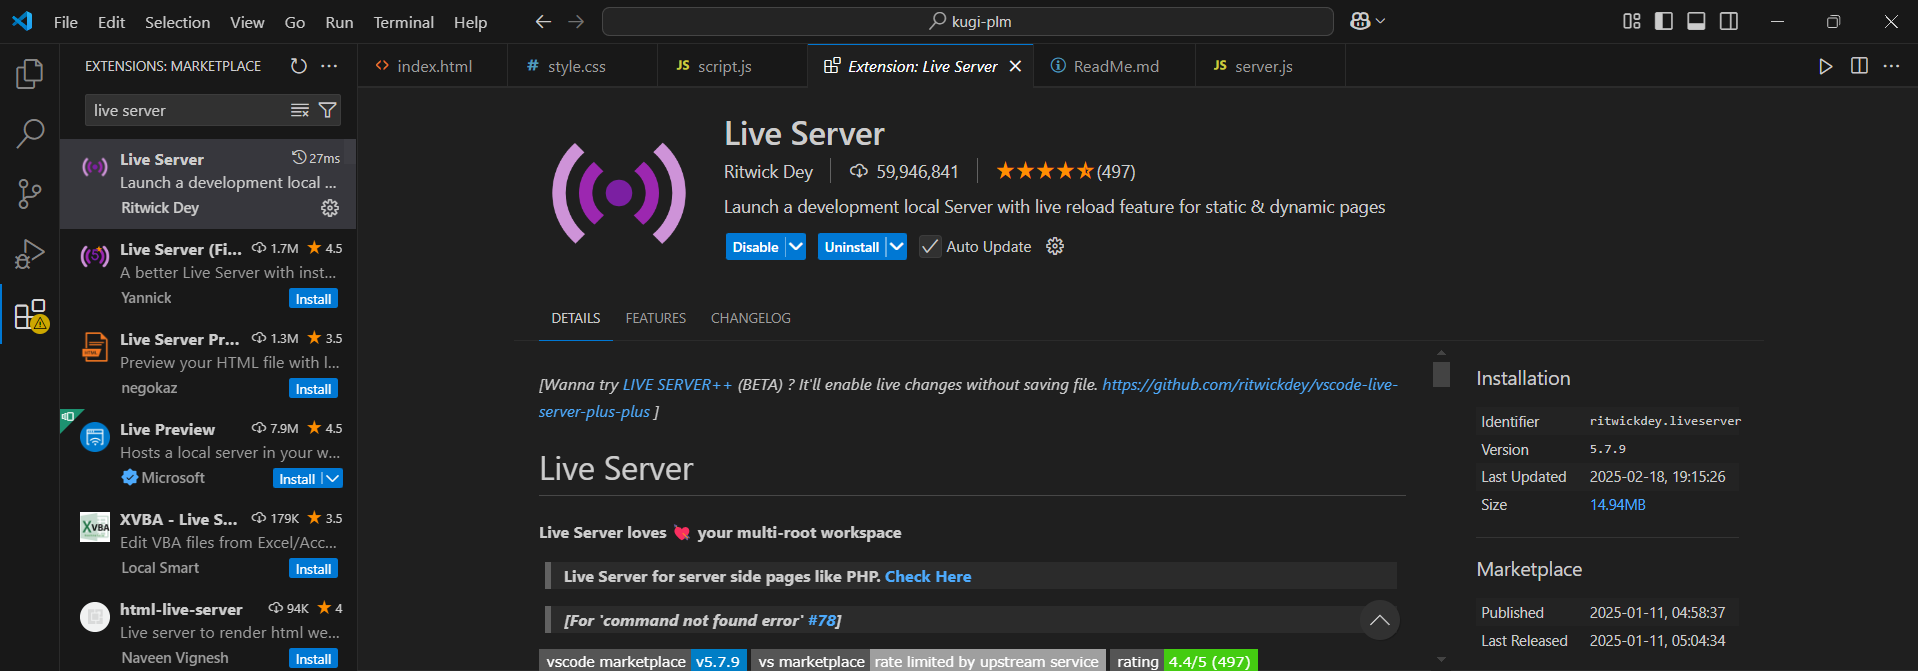 File Edit Selection View Go Run Terminal Help
kugi-plm
EXTENSIONS: MARKETPLACE
live server
Live Server 27ms
Launch a development local ...
Ritwick Dey
Live Server (Fi... 1.7M 4.5
A better Live Server with inst...
Yannick
Install
Live Server Pr... 1.3M 3.5
Preview your HTML file with l...
negokaz
Install
Live Preview 7.9M 4.5
Hosts a local server in your w...
Microsoft
Install
XVBA - Live S... 179K 3.5
Edit VBA files from Excel/Acc...
Local Smart
Install
html-live-server 94K 4
Live server to render html we...
Naveen Vignesh
Install
index.html
# style.css
JS script.js
Extension: Live Server
ReadMe.md
JS server.js
Live Server
Ritwick Dey 59,946,841 (497)
Launch a development local Server with live reload feature for static & dynamic pages
Disable Uninstall Auto Update
DETAILS FEATURES CHANGELOG
[Wanna try LIVE SERVER++ (BETA) ? It'll enable live changes without saving file. https://github.com/ritwickdey/vscode-live-
server-plus-plus ]
Live Server
Live Server loves 💘 your multi-root workspace
Live Server for server side pages like PHP. Check Here
[For 'command not found error' #78]
vscode marketplace v5.7.9 vs marketplace rate limited by upstream service rating 4.4/5 (497)
Installation
Identifier ritwickdey.liveserver
Version 5.7.9
Last Updated 2025-02-18, 19:15:26
Size 14.94MB
Marketplace
Published 2025-01-11, 04:58:37
Last Released 2025-01-11, 05:04:34